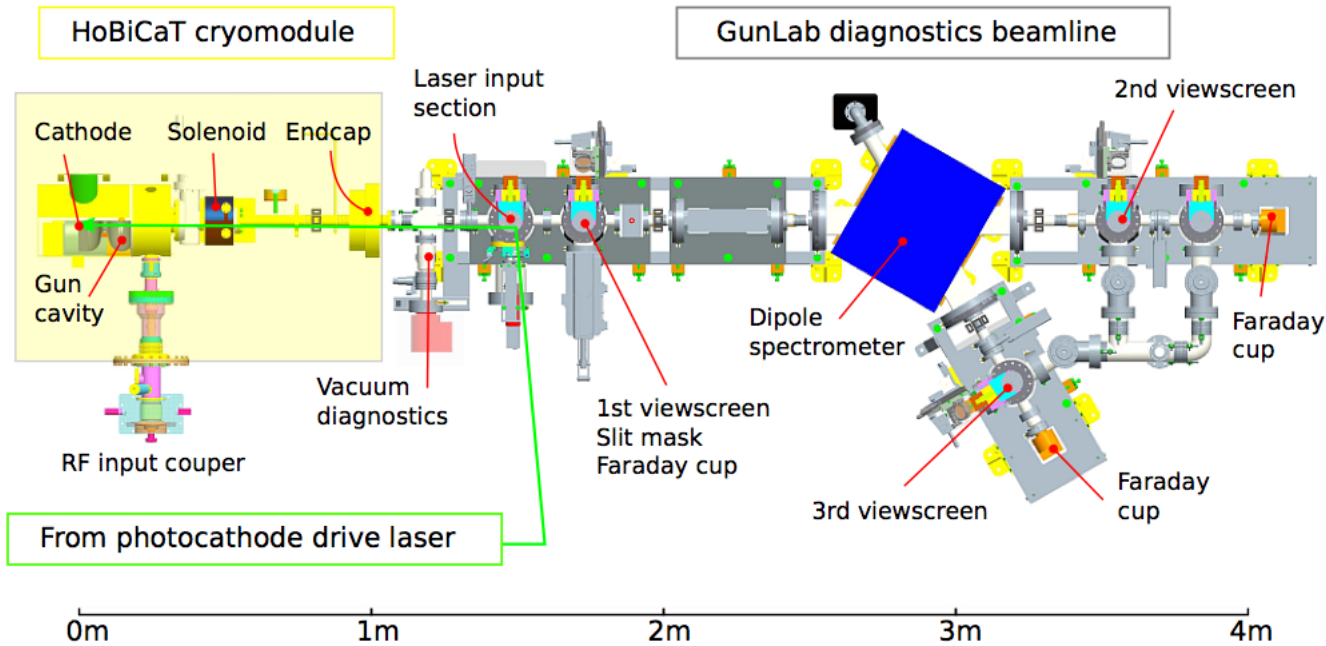 HoBiCaT cryomodule
GunLab diagnostics beamline
Laser input
section
2nd viewscreen
Cathode
Solenoid
Endcap
Gun
cavity
Vacuum
diagnostics
1st viewscreen
Slit mask
Faraday cup
Dipole
spectrometer
Faraday
cup
RF input couper
3rd viewscreen
Faraday
cup
From photocathode drive laser
0m
1m
2m
3m
4m